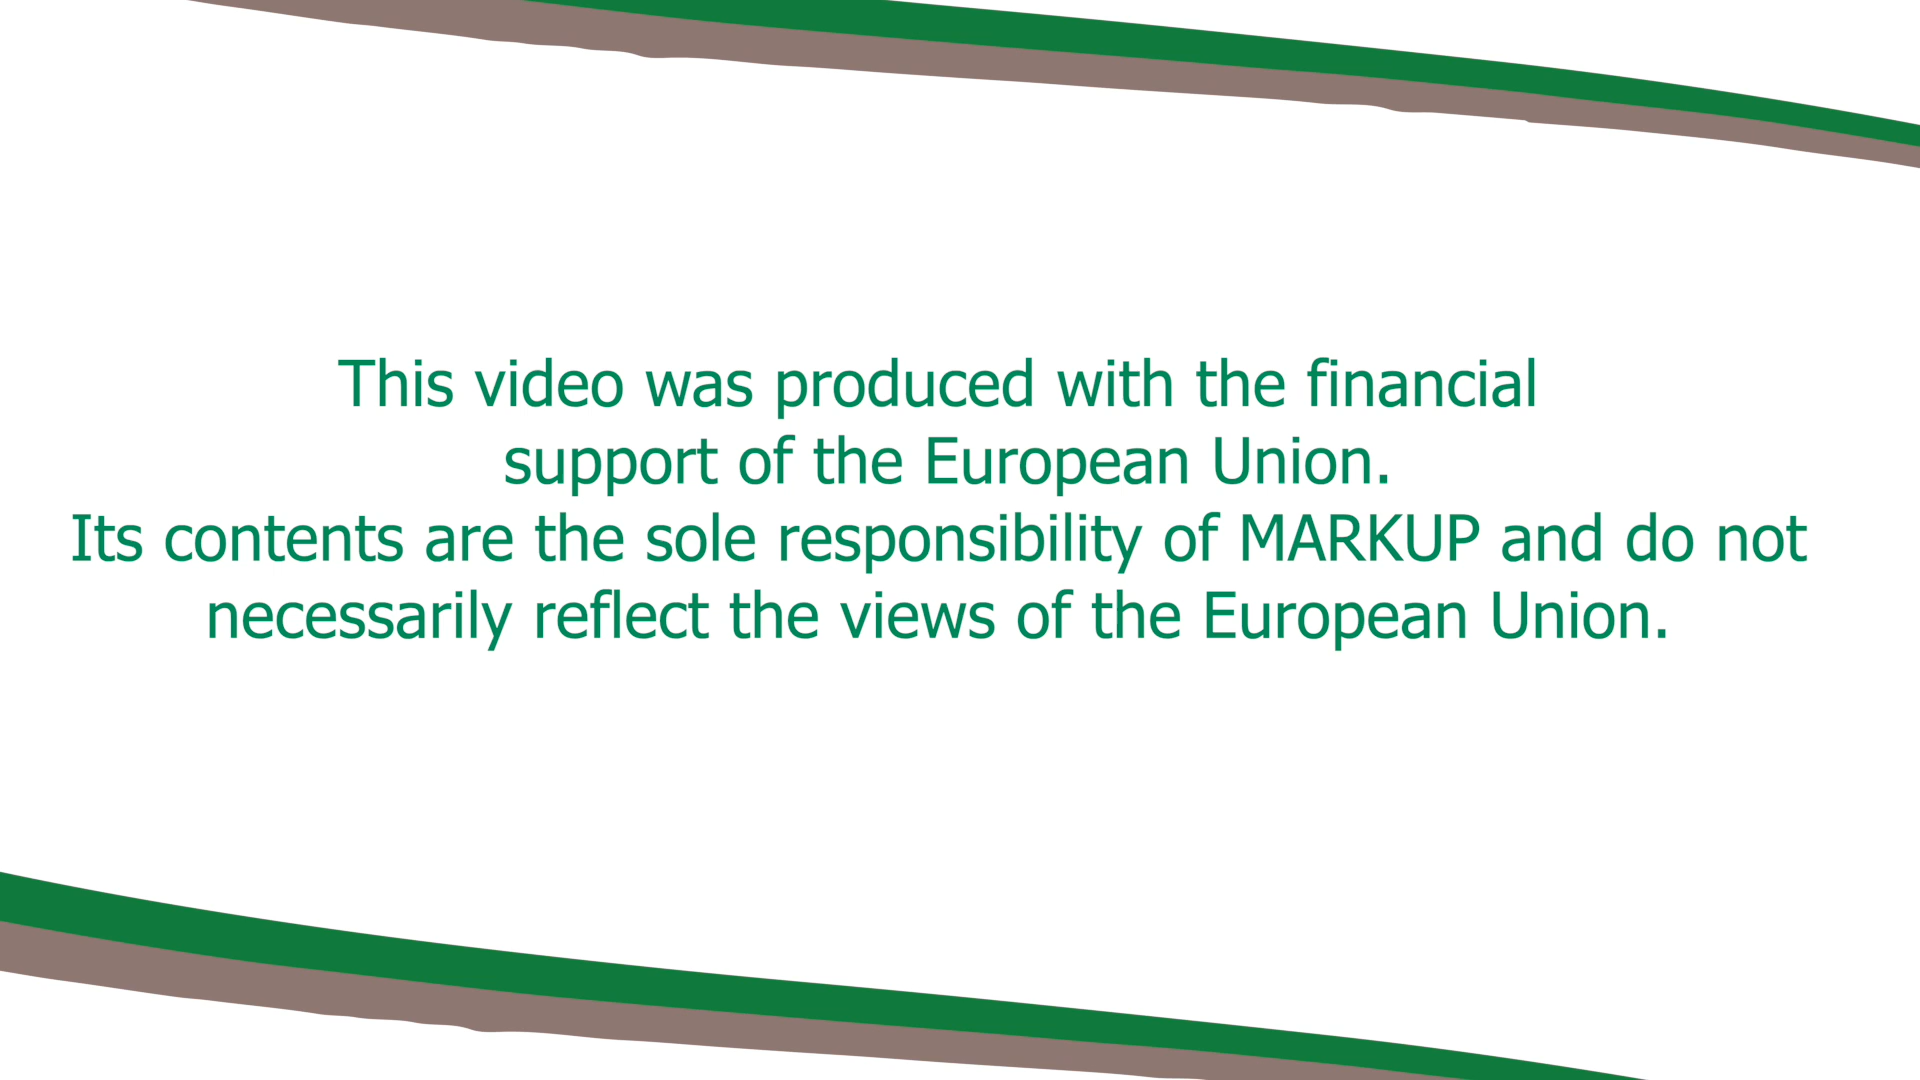 This video was produced with the financial
support of the European Union.
Its contents are the sole responsibility of MARKUP and do not
necessarily reflect the views of the European Union.